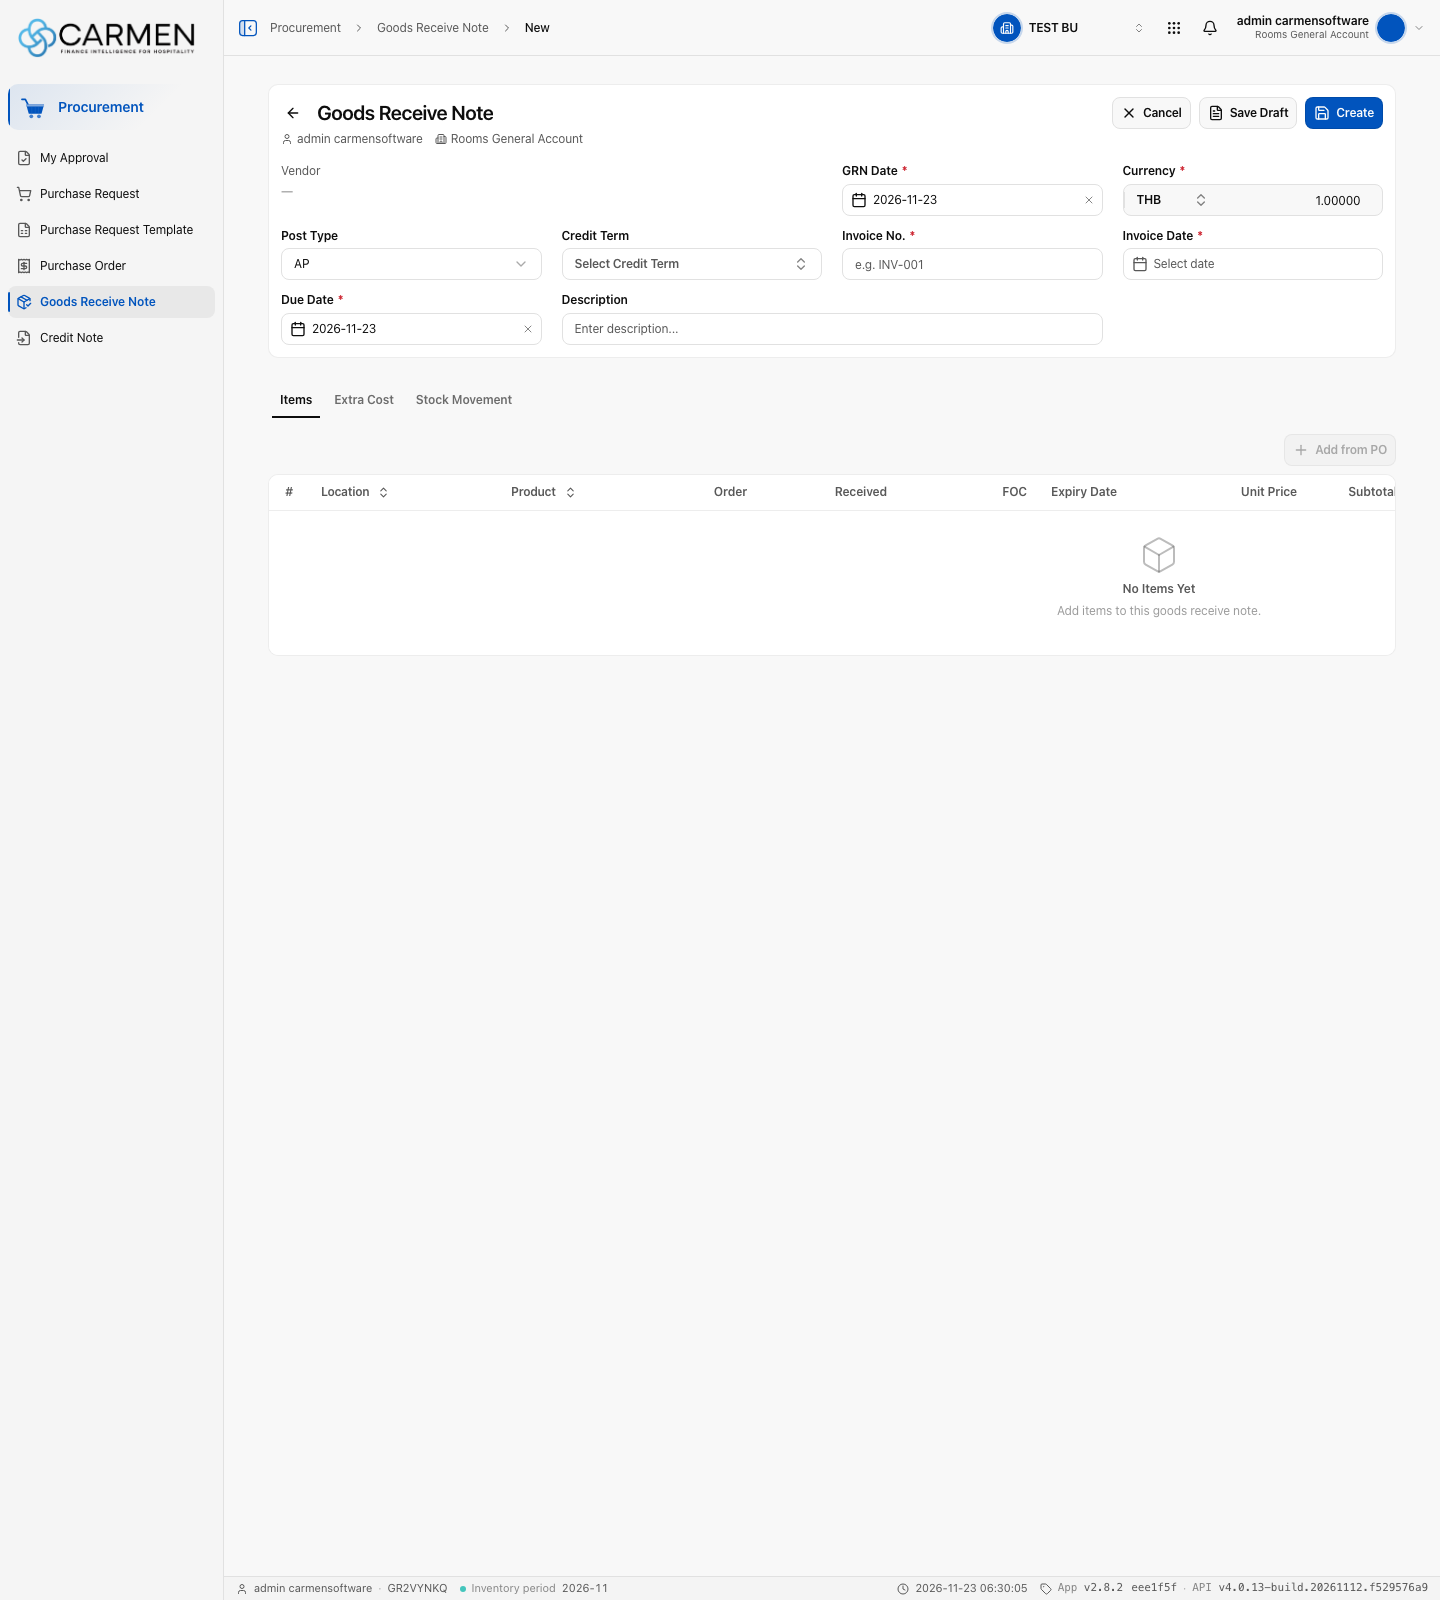 CARMEN
FINANCE INTELLIGENCE FOR HOSPITALITY
Procurement
My Approval
Purchase Request
Purchase Request Template
Purchase Order
Goods Receive Note
Credit Note
Procurement > Goods Receive Note > New
TEST BU
admin carmensoftware
Rooms General Account
Goods Receive Note
Cancel
Save Draft
Create
admin carmensoftware Rooms General Account
Vendor
—
GRN Date *
2026-11-23
Currency *
THB 1.00000
Post Type
AP
Credit Term
Select Credit Term
Invoice No. *
e.g. INV-001
Invoice Date *
Select date
Due Date *
2026-11-23
Description
Enter description...
Items Extra Cost Stock Movement
Add from PO
# Location Product Order Received FOC Expiry Date Unit Price Subtotal
No Items Yet
Add items to this goods receive note.
admin carmensoftware · GR2VYNKQ Inventory period 2026-11
2026-11-23 06:30:05 App v2.8.2 eee1f5f · API v4.0.13-build.20261112.f529576a9